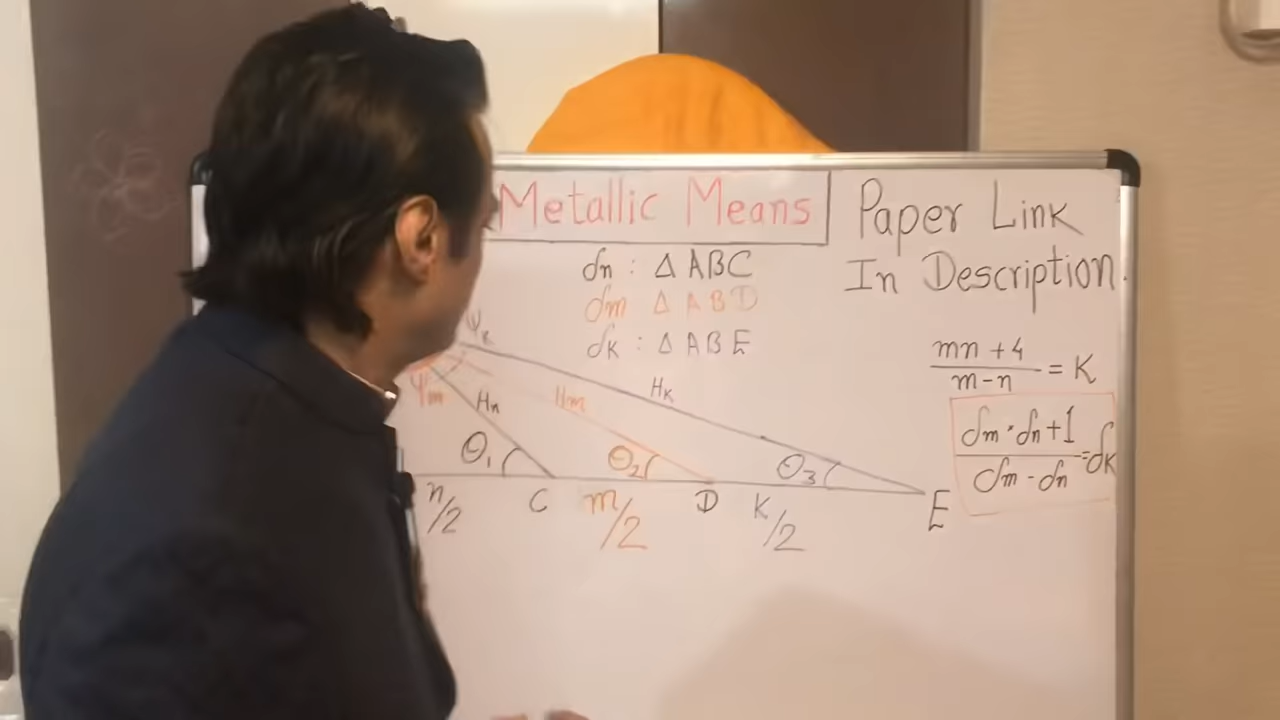 Metallic Means
Paper Link
In Description.
δn : Δ ABC
δm Δ ABD
δK : Δ ABE
mn + 4 / m-n = K
δm · δn + 1 / δm - δn = δK
Ψm
Hn
Hm
HK
θ1
θ2
θ3
n/2
C
m/2
D
K/2
E